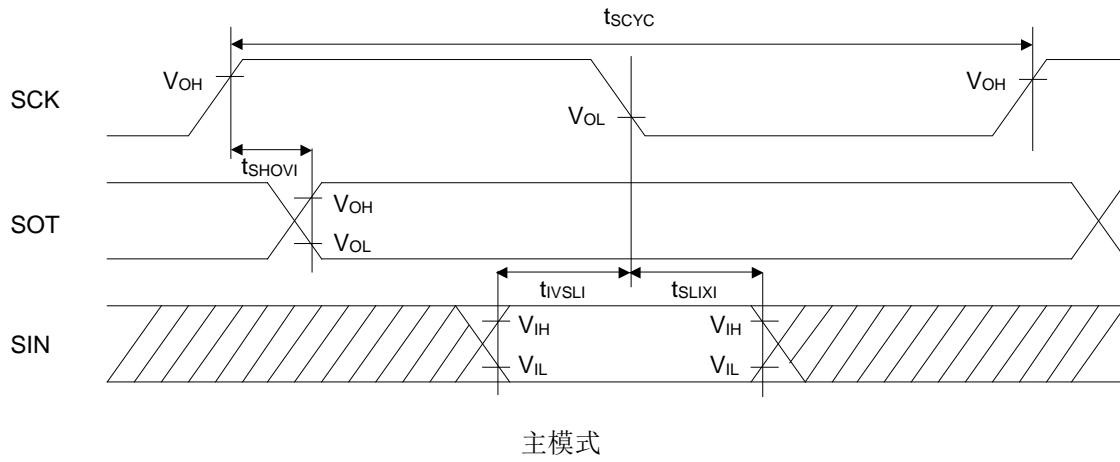 tSCYC
SCK
VOH
VOL
VOH
tSHOVI
SOT
VOH
VOL
tIVSLI
tSLIXI
SIN
VIH
VIL
VIH
VIL
主模式